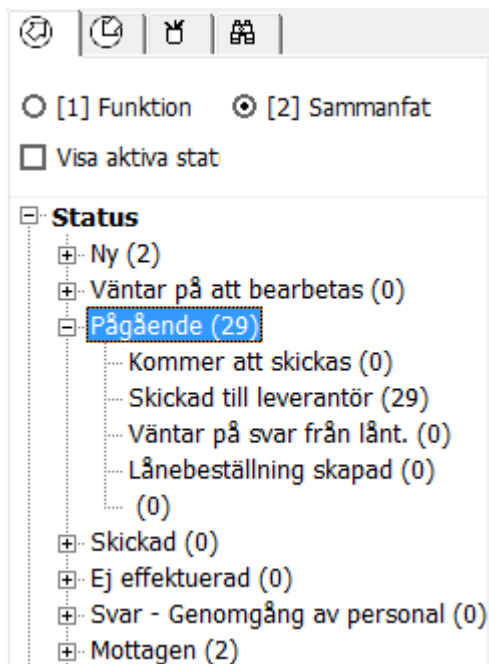 [1] Funktion [2] Sammanfat
Visa aktiva stat
Status
Ny (2)
Väntar på att bearbetas (0)
Pågående (29)
Kommer att skickas (0)
Skickad till leverantör (29)
Väntar på svar från lånt. (0)
Lånebeställning skapad (0)
(0)
Skickad (0)
Ej effektuerad (0)
Svar - Genomgång av personal (0)
Mottagen (2)